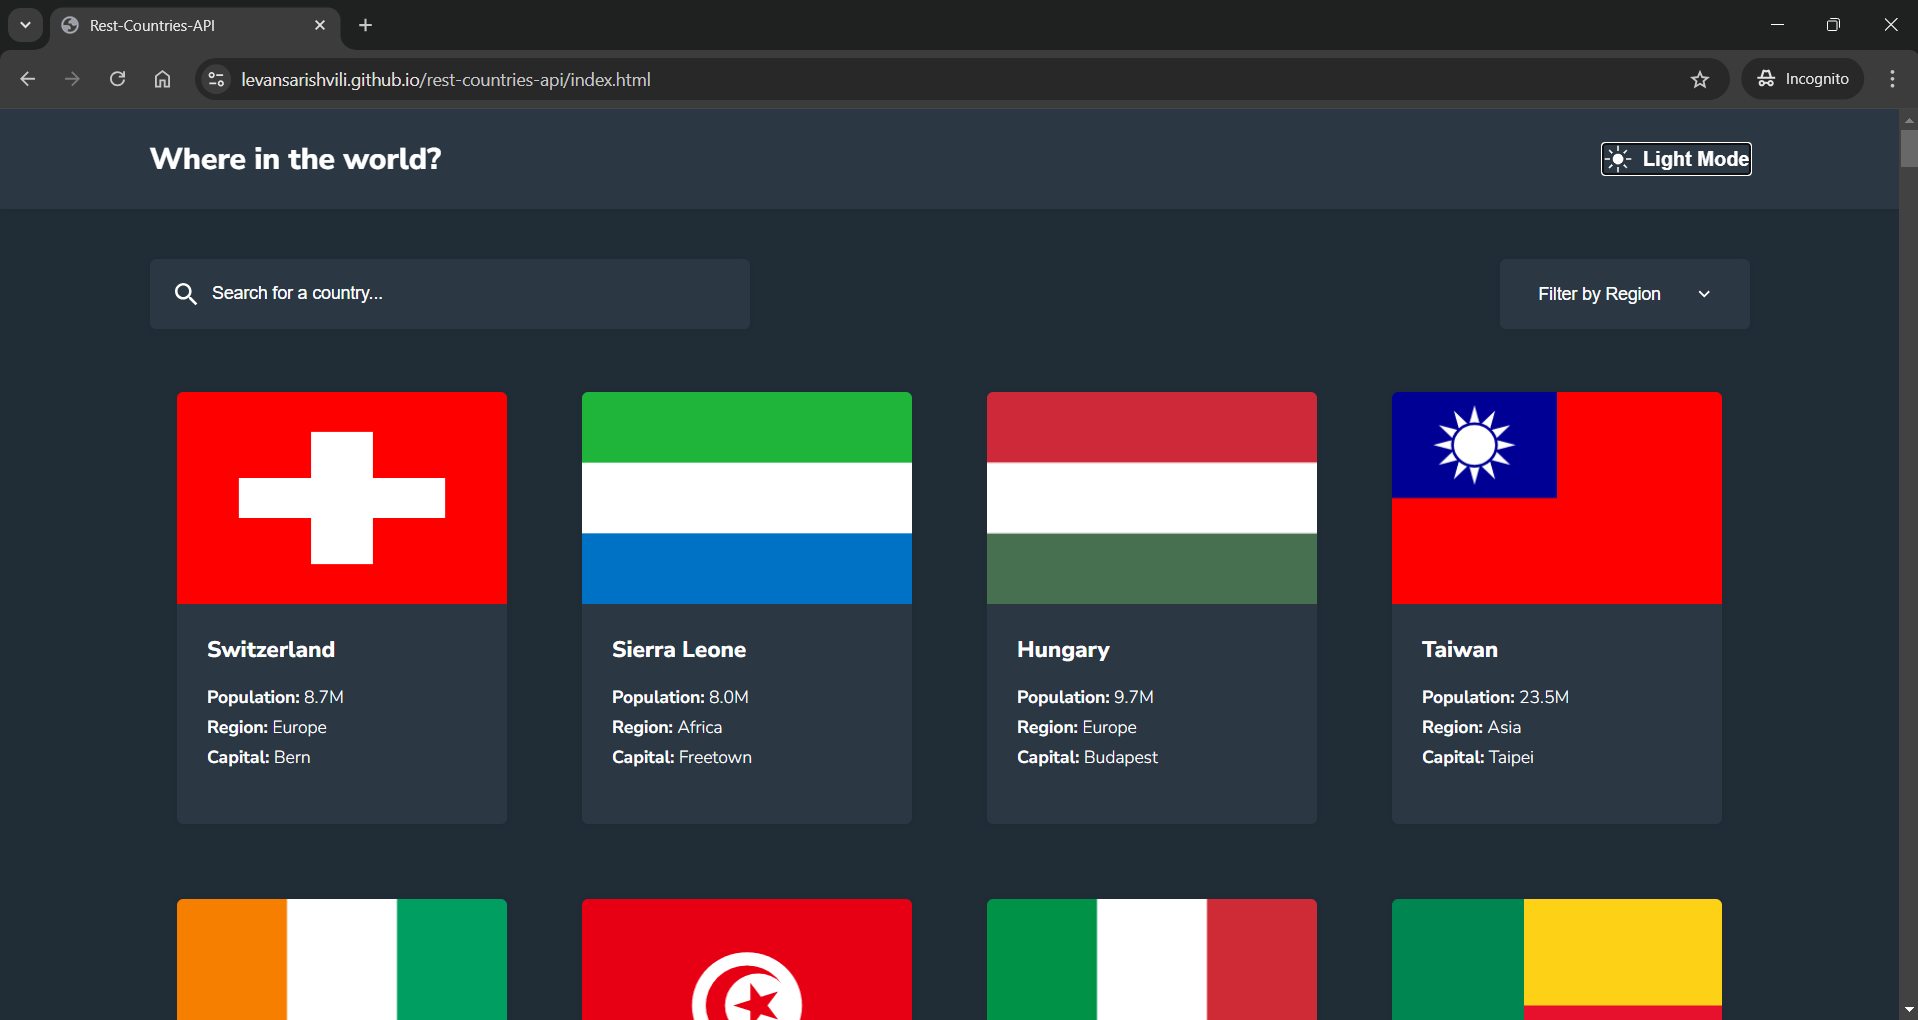 Rest-Countries-API
levansarishvili.github.io/rest-countries-api/index.html
Incognito
Where in the world?
Light Mode
Search for a country...
Filter by Region
Switzerland
Population: 8.7M
Region: Europe
Capital: Bern
Sierra Leone
Population: 8.0M
Region: Africa
Capital: Freetown
Hungary
Population: 9.7M
Region: Europe
Capital: Budapest
Taiwan
Population: 23.5M
Region: Asia
Capital: Taipei